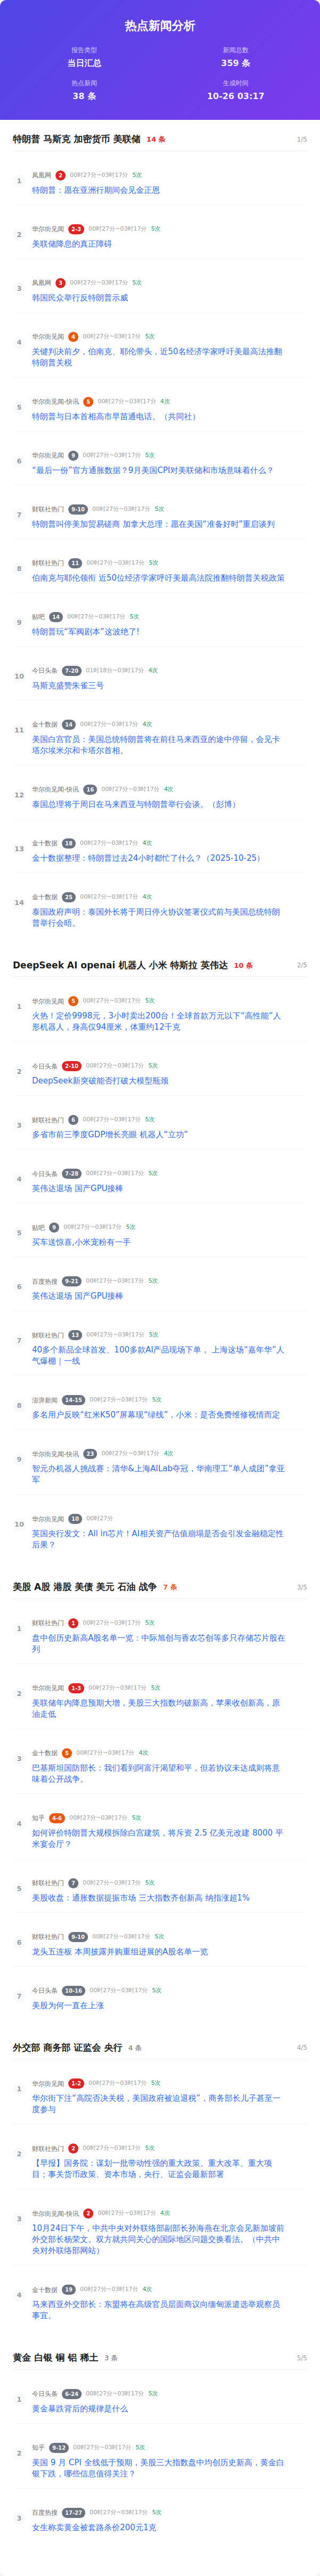 热点新闻分析
报告类型
新闻总数
当日汇总
359 条
热点新闻
生成时间
38 条
10-26 03:17
特朗普 马斯克 加密货币 美联储 14 条 1/5
1 凤凰网 2 00时27分~03时17分 5次
特朗普：愿在亚洲行期间会见金正恩
2 华尔街见闻 2-3 00时27分~03时17分 5次
美联储降息的真正障碍
3 凤凰网 3 00时27分~03时17分 5次
韩国民众举行反特朗普示威
4 华尔街见闻 4 00时27分~03时17分 5次
关键判决前夕，伯南克、耶伦带头，近50名经济学家呼吁美最高法推翻
特朗普关税
5 华尔街见闻-快讯 5 00时27分~03时17分 4次
特朗普与日本首相高市早苗通电话。（共同社）
6 华尔街见闻 9 00时27分~03时17分 5次
“最后一份”官方通胀数据？9月美国CPI对美联储和市场意味着什么？
7 财联社热门 9-10 00时27分~03时17分 5次
特朗普叫停美加贸易磋商 加拿大总理：愿在美国“准备好时”重启谈判
8 财联社热门 11 00时27分~03时17分 5次
伯南克与耶伦领衔 近50位经济学家呼吁美最高法院推翻特朗普关税政策
9 贴吧 14 00时27分~03时17分 5次
特朗普玩“军阀剧本”这波绝了!
10 今日头条 7-20 01时18分~03时17分 4次
马斯克盛赞朱雀三号
11 金十数据 14 00时27分~03时17分 4次
美国白宫官员：美国总统特朗普将在前往马来西亚的途中停留，会见卡
塔尔埃米尔和卡塔尔首相。
12 华尔街见闻-快讯 16 00时27分~03时17分 4次
泰国总理将于周日在马来西亚与特朗普举行会谈。（彭博）
13 金十数据 18 00时27分~03时17分 4次
金十数据整理：特朗普过去24小时都忙了什么？（2025-10-25）
14 金十数据 25 00时27分~03时17分 4次
泰国政府声明：泰国外长将于周日停火协议签署仪式前与美国总统特朗
普举行会晤。
DeepSeek AI openai 机器人 小米 特斯拉 英伟达 10 条 2/5
1 华尔街见闻 5 00时27分~03时17分 5次
火热！定价9998元，3小时卖出200台！全球首款万元以下“高性能”人
形机器人，身高仅94厘米，体重约12千克
2 今日头条 2-10 00时27分~03时17分 5次
DeepSeek新突破能否打破大模型瓶颈
3 财联社热门 6 00时27分~03时17分 5次
多省市前三季度GDP增长亮眼 机器人“立功”
4 今日头条 7-28 00时27分~03时17分 5次
英伟达退场 国产GPU接棒
5 贴吧 9 00时27分~03时17分 5次
买车送惊喜,小米宠粉有一手
6 百度热搜 9-21 00时27分~03时17分 5次
英伟达退场 国产GPU接棒
7 财联社热门 13 00时27分~03时17分 5次
40多个新品全球首发、100多款AI产品现场下单 ，上海这场“嘉年华”人
气爆棚｜一线
8 澎湃新闻 14-15 00时27分~03时17分 5次
多名用户反映“红米K50”屏幕现“绿线”，小米：是否免费维修视情而定
9 华尔街见闻-快讯 23 00时27分~03时17分 4次
智元办机器人挑战赛：清华&上海AILab夺冠，华南理工“单人成团”拿亚
军
10 华尔街见闻 18 00时27分
英国央行发文：All in芯片！AI相关资产估值崩塌是否会引发金融稳定性
后果？
美股 A股 港股 美债 美元 石油 战争 7 条 3/5
1 财联社热门 1 00时27分~03时17分 5次
盘中创历史新高A股名单一览：中际旭创与香农芯创等多只存储芯片股在
列
2 华尔街见闻 1-3 00时27分~03时17分 5次
美联储年内降息预期大增，美股三大指数均破新高，苹果收创新高，原
油走低
3 金十数据 5 00时27分~03时17分 4次
巴基斯坦国防部长：我们看到阿富汗渴望和平，但若协议未达成则将意
味着公开战争。
4 知乎 4-6 00时27分~03时17分 5次
如何评价特朗普大规模拆除白宫建筑，将斥资 2.5 亿美元改建 8000 平
米宴会厅？
5 财联社热门 7 00时27分~03时17分 5次
美股收盘：通胀数据提振市场 三大指数齐创新高 纳指涨超1%
6 财联社热门 9-10 00时27分~03时17分 5次
龙头五连板 本周披露并购重组进展的A股名单一览
7 今日头条 10-16 00时27分~03时17分 5次
美股为何一直在上涨
外交部 商务部 证监会 央行 4 条 4/5
1 华尔街见闻 1-2 00时27分~03时17分 5次
华尔街下注“高院否决关税，美国政府被迫退税”，商务部长儿子甚至一
度参与
2 财联社热门 2 00时27分~03时17分 5次
【早报】国务院：谋划一批带动性强的重大政策、重大改革、重大项
目；事关货币政策、资本市场，央行、证监会最新部署
3 华尔街见闻-快讯 2 00时27分~03时17分 4次
10月24日下午，中共中央对外联络部副部长孙海燕在北京会见新加坡前
外交部长杨荣文。双方就共同关心的国际地区问题交换看法。（中共中
央对外联络部网站）
4 金十数据 19 00时27分~03时17分 4次
马来西亚外交部长：东盟将在高级官员层面商议向缅甸派遣选举观察员
事宜。
黄金 白银 铜 铝 稀土 3 条 5/5
1 今日头条 6-24 00时27分~03时17分 5次
黄金暴跌背后的规律是什么
2 知乎 9-12 00时27分~03时17分 5次
美国 9 月 CPI 全线低于预期，美股三大指数盘中均创历史新高，黄金白
银下跌，哪些信息值得关注？
3 百度热搜 17-27 00时27分~03时17分 5次
女生称卖黄金被套路杀价200元1克